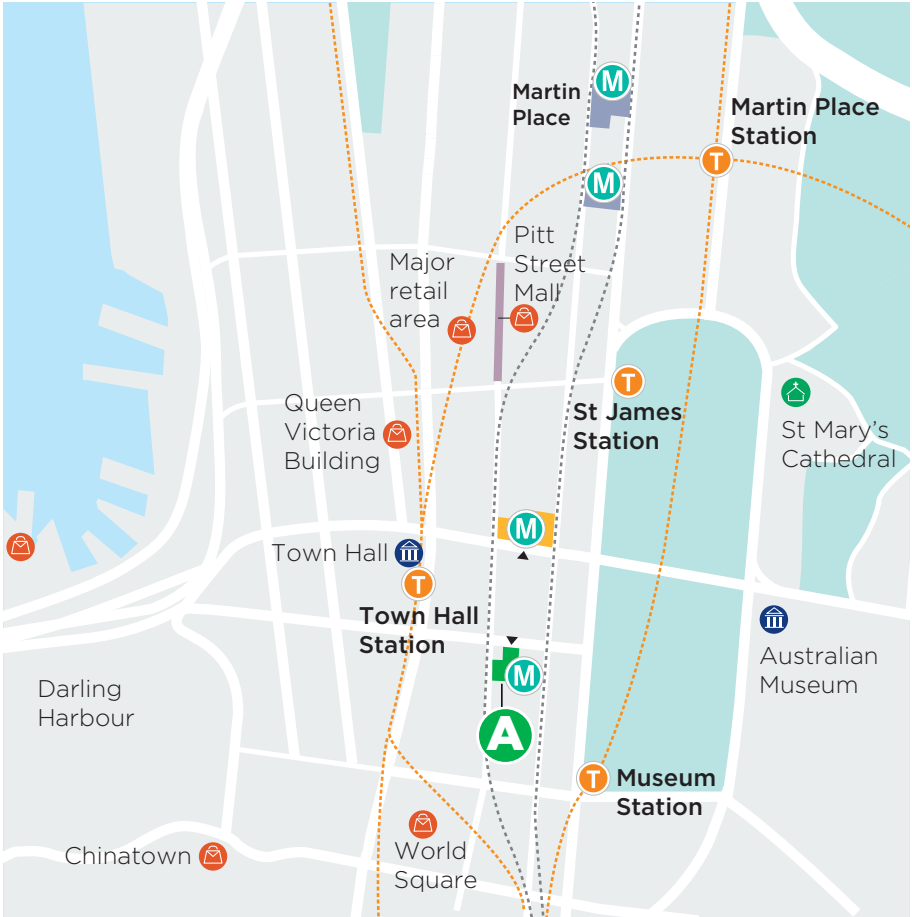 M
Martin
Place
Martin Place
Station
T
M
Pitt
Street
Mall
Major
retail
area
T
St James
Station
Queen
Victoria
Building
St Mary's
Cathedral
M
Town Hall
T
Town Hall
Station
Australian
Museum
M
Darling
Harbour
A
T
Museum
Station
World
Square
Chinatown